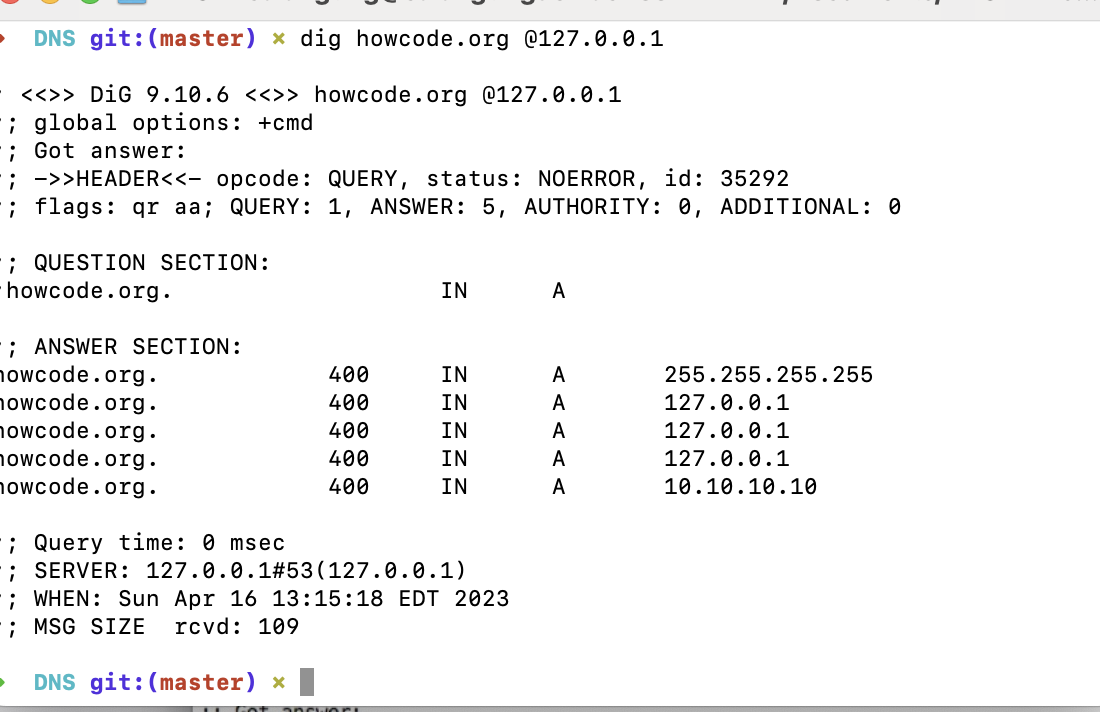 DNS git:(master) × dig howcode.org @127.0.0.1
; <<>> DiG 9.10.6 <<>> howcode.org @127.0.0.1
;; global options: +cmd
;; Got answer:
;; ->>HEADER<<- opcode: QUERY, status: NOERROR, id: 35292
;; flags: qr aa; QUERY: 1, ANSWER: 5, AUTHORITY: 0, ADDITIONAL: 0
;; QUESTION SECTION:
;howcode.org. IN A
;; ANSWER SECTION:
howcode.org. 400 IN A 255.255.255.255
howcode.org. 400 IN A 127.0.0.1
howcode.org. 400 IN A 127.0.0.1
howcode.org. 400 IN A 127.0.0.1
howcode.org. 400 IN A 10.10.10.10
;; Query time: 0 msec
;; SERVER: 127.0.0.1#53(127.0.0.1)
;; WHEN: Sun Apr 16 13:15:18 EDT 2023
;; MSG SIZE rcvd: 109
DNS git:(master) ×
;; Got answer: